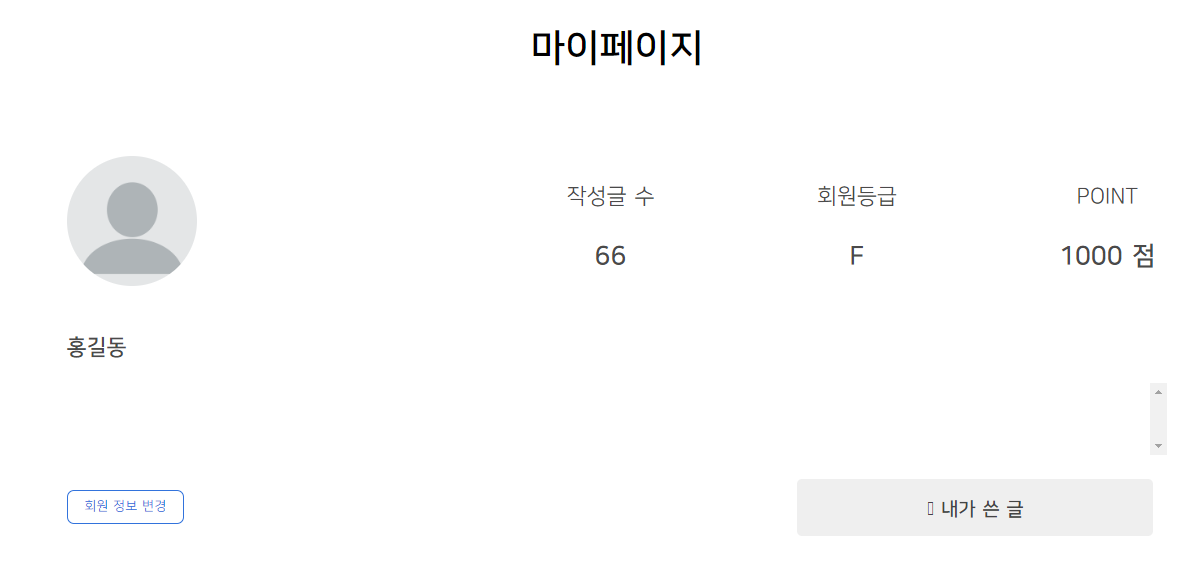 마이페이지
작성글 수 회원등급 POINT
66 F 1000 점
홍길동
회원 정보 변경
내가 쓴 글